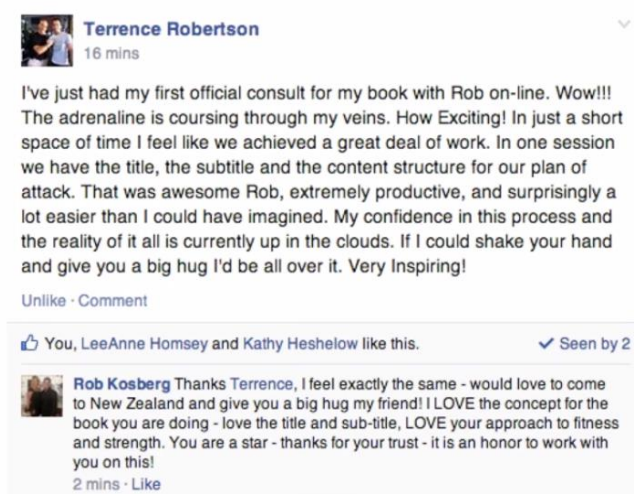 Terrence Robertson
16 mins
I've just had my first official consult for my book with Rob on-line. Wow!!!
The adrenaline is coursing through my veins. How Exciting! In just a short
space of time I feel like we achieved a great deal of work. In one session
we have the title, the subtitle and the content structure for our plan of
attack. That was awesome Rob, extremely productive, and surprisingly a
lot easier than I could have imagined. My confidence in this process and
the reality of it all is currently up in the clouds. If I could shake your hand
and give you a big hug I'd be all over it. Very Inspiring!
Unlike · Comment
You, LeeAnne Homsey and Kathy Heshelow like this. Seen by 2
Rob Kosberg Thanks Terrence, I feel exactly the same - would love to come
to New Zealand and give you a big hug my friend! I LOVE the concept for the
book you are doing - love the title and sub-title, LOVE your approach to fitness
and strength. You are a star - thanks for your trust - it is an honor to work with
you on this!
2 mins · Like